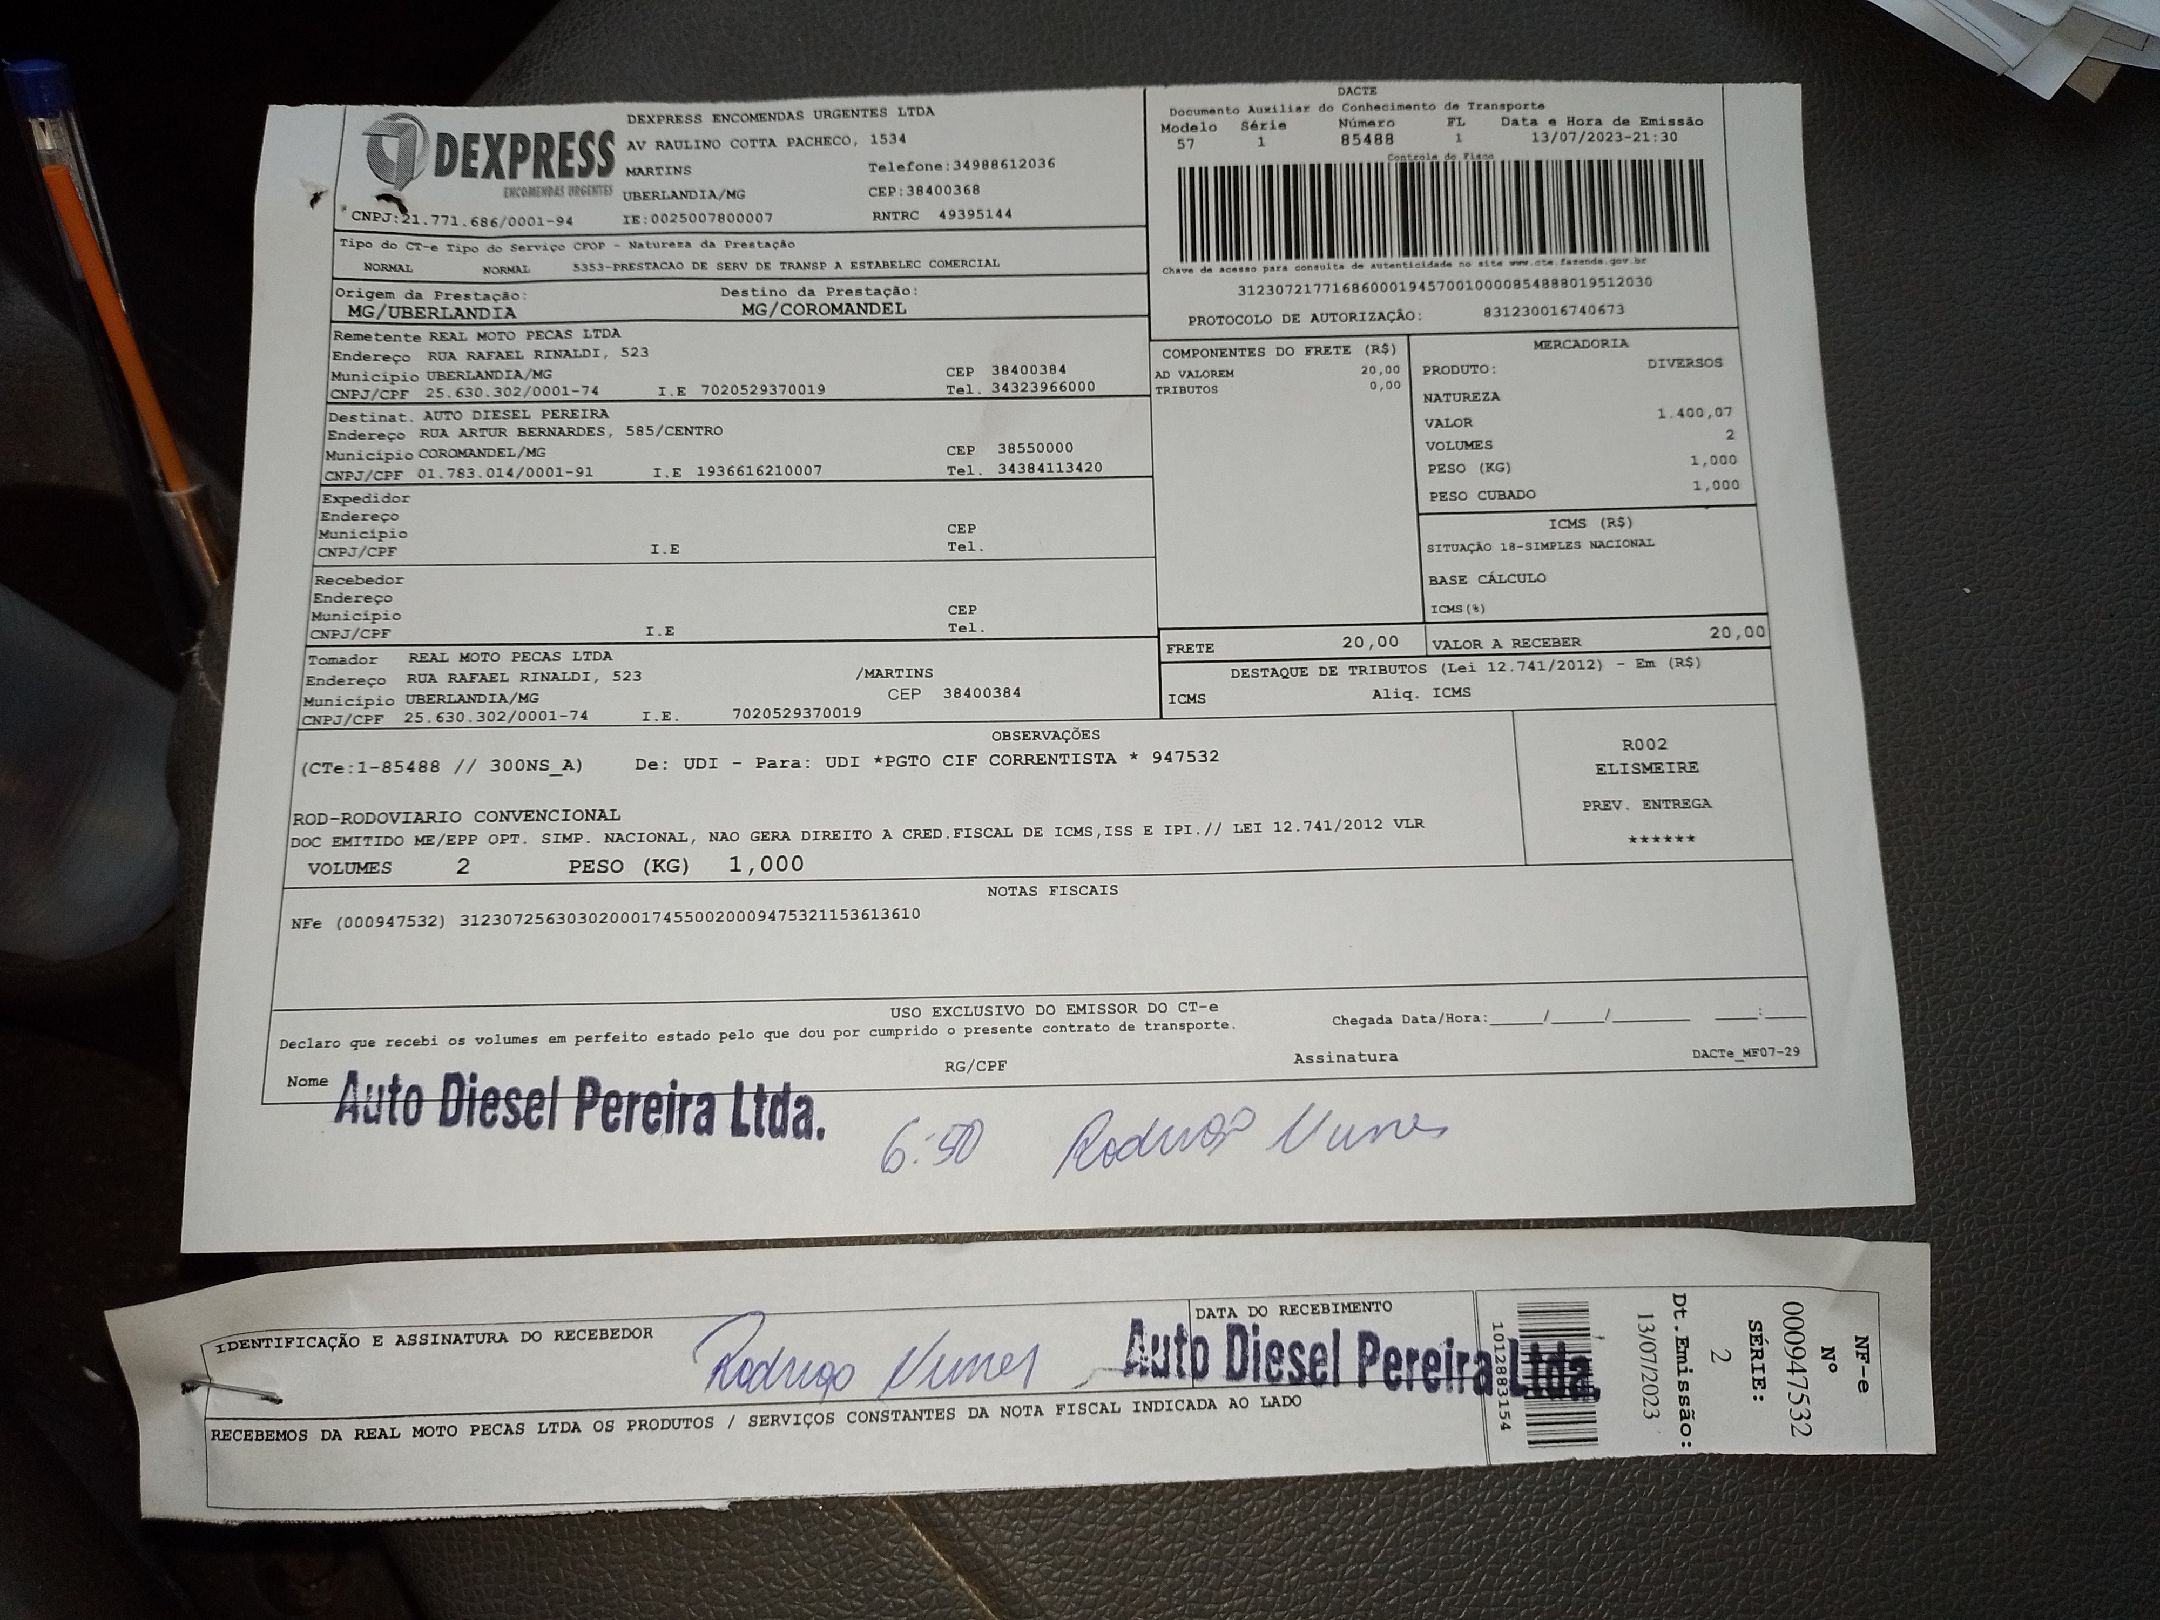 DEXPRESS
ENCOMENDAS URGENTES
DEXPRESS ENCOMENDAS URGENTES LTDA
AV RAULINO COTTA PACHECO, 1534
MARTINS Telefone:34988612036
UBERLANDIA/MG CEP:38400368
CNPJ:21.771.686/0001-94 IE:0025007800007 RNTRC 49395144
DACTE
Documento Auxiliar do Conhecimento de Transporte
Modelo Série Número FL Data e Hora de Emissão
57 1 85488 1 13/07/2023-21:30
Controle do Fisco
Chave de acesso para consulta de autenticidade no site www.cte.fazenda.gov.br
31230721771686000194570010000854888019512030
PROTOCOLO DE AUTORIZAÇÃO: 831230016740673
Tipo do CT-e Tipo do Serviço CFOP - Natureza da Prestação
NORMAL NORMAL 5353-PRESTACAO DE SERV DE TRANSP A ESTABELEC COMERCIAL
Origem da Prestação: Destino da Prestação:
MG/UBERLANDIA MG/COROMANDEL
Remetente REAL MOTO PECAS LTDA
Endereço RUA RAFAEL RINALDI, 523
Município UBERLANDIA/MG CEP 38400384
CNPJ/CPF 25.630.302/0001-74 I.E 7020529370019 Tel. 34323966000
Destinat. AUTO DIESEL PEREIRA
Endereço RUA ARTUR BERNARDES, 585/CENTRO
Município COROMANDEL/MG CEP 38550000
CNPJ/CPF 01.783.014/0001-91 I.E 1936616210007 Tel. 34384113420
Expedidor
Endereço
Município CEP
CNPJ/CPF I.E Tel.
Recebedor
Endereço
Município CEP
CNPJ/CPF I.E Tel.
Tomador REAL MOTO PECAS LTDA
Endereço RUA RAFAEL RINALDI, 523 /MARTINS
Município UBERLANDIA/MG CEP 38400384
CNPJ/CPF 25.630.302/0001-74 I.E. 7020529370019
COMPONENTES DO FRETE (R$)
AD VALOREM 20,00
TRIBUTOS 0,00
MERCADORIA
PRODUTO: DIVERSOS
NATUREZA
VALOR 1.400,07
VOLUMES 2
PESO (KG) 1,000
PESO CUBADO 1,000
ICMS (R$)
SITUAÇÃO 18-SIMPLES NACIONAL
BASE CÁLCULO
ICMS(%)
FRETE 20,00 VALOR A RECEBER 20,00
DESTAQUE DE TRIBUTOS (Lei 12.741/2012) - Em (R$)
ICMS Aliq. ICMS
OBSERVAÇÕES
(CTe:1-85488 // 300NS_A) De: UDI - Para: UDI *PGTO CIF CORRENTISTA * 947532
ROD-RODOVIARIO CONVENCIONAL
DOC EMITIDO ME/EPP OPT. SIMP. NACIONAL, NAO GERA DIREITO A CRED.FISCAL DE ICMS,ISS E IPI.// LEI 12.741/2012 VLR
VOLUMES 2 PESO (KG) 1,000
R002
ELISMEIRE
PREV. ENTREGA
******
NOTAS FISCAIS
NFe (000947532) 31230725630302000174550020009475321153613610
USO EXCLUSIVO DO EMISSOR DO CT-e
Declaro que recebi os volumes em perfeito estado pelo que dou por cumprido o presente contrato de transporte. Chegada Data/Hora:_____/_____/_______ ____:____
Nome RG/CPF Assinatura DACTe_MF07-29
Auto Diesel Pereira Ltda.
6:50 Rodrigo Nunes
IDENTIFICAÇÃO E ASSINATURA DO RECEBEDOR DATA DO RECEBIMENTO
Rodrigo Nunes Auto Diesel Pereira Ltda.
RECEBEMOS DA REAL MOTO PECAS LTDA OS PRODUTOS / SERVIÇOS CONSTANTES DA NOTA FISCAL INDICADA AO LADO
NF-e
Nº
000947532
SÉRIE:
2
Dt.Emissão:
13/07/2023
1012883154